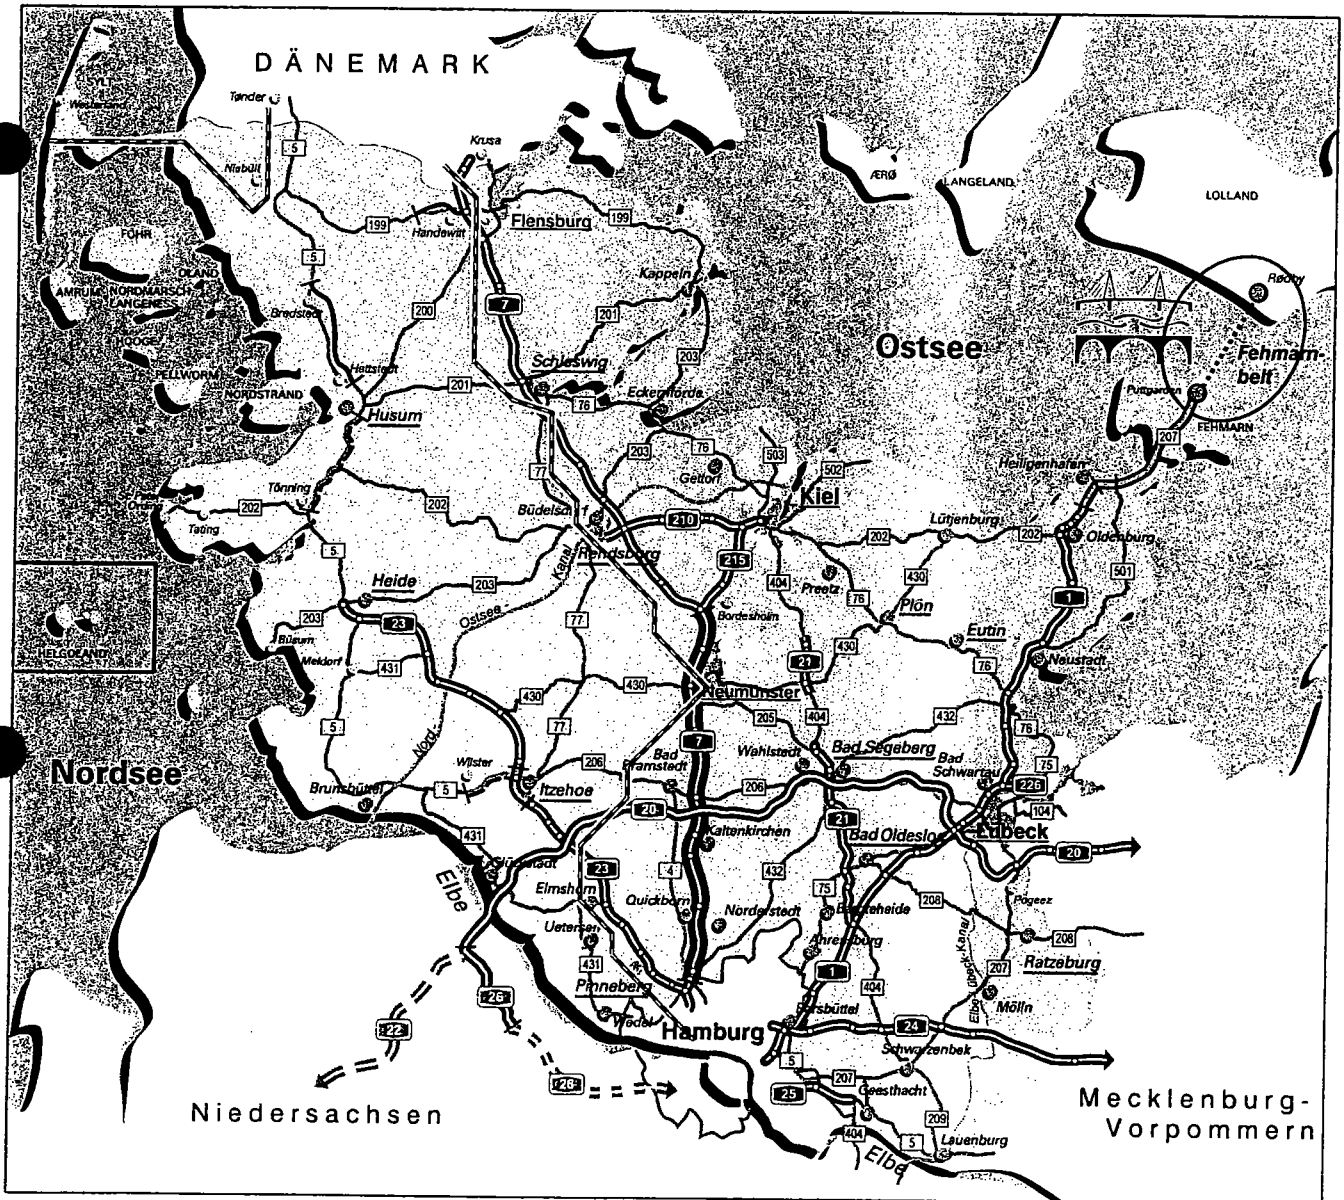 DÄNEMARK
SYLT
Westerland
Tønder
5
Niebüll
Krusa
ÆRØ
LANGELAND
LOLLAND
199
Handewitt
Flensburg
199
FÖHR
5
Kappeln
Rødby
OLAND
AMRUM
NORDMARSCH-
LANGENESS
7
201
Bredstedt
200
HOOGE
Ostsee
Fehmarn-
belt
Schleswig
203
PELLWORM
Hattstedt
201
Eckernförde
Puttgarden
NORDSTRAND
76
Husum
FEHMARN
207
203
76
503
Gettorf
502
Heiligenhafen
77
Tönning
Kiel
202
202
Tating
Büdelsdorf
210
Lütjenburg
202
202
Oldenburg
5
Rendsburg
215
Kanal
Heide
203
404
Preetz
430
501
76
Plön
1
203
23
Ostsee-
77
Bordesholm
Büsum
Eutin
HELGOLAND
Meldorf
431
21
430
76
Neustadt
430
430
Neumünster
205
404
432
5
77
76
Nord-
7
Wahlstedt
Bad Segeberg
Nordsee
Wilster
206
Bad
Bramstedt
Bad
Schwartau
75
Brunsbüttel
5
Itzehoe
206
226
20
104
431
Kaltenkirchen
21
Bad Oldesloe
Lübeck
20
Glückstadt
23
4
432
Elbe
Elmshorn
75
Quickborn
208
Pogeez
Norderstedt
Bargteheide
Uetersen
Ahrensburg
208
431
Elbe-Lübeck-Kanal
207
Ratzeburg
1
Pinneberg
404
26
Mölln
22
Wedel
Hamburg
Barsbüttel
24
Schwarzenbek
5
26
207
Geesthacht
25
Niedersachsen
209
Mecklenburg-
Vorpommern
404
5
Lauenburg
Elbe